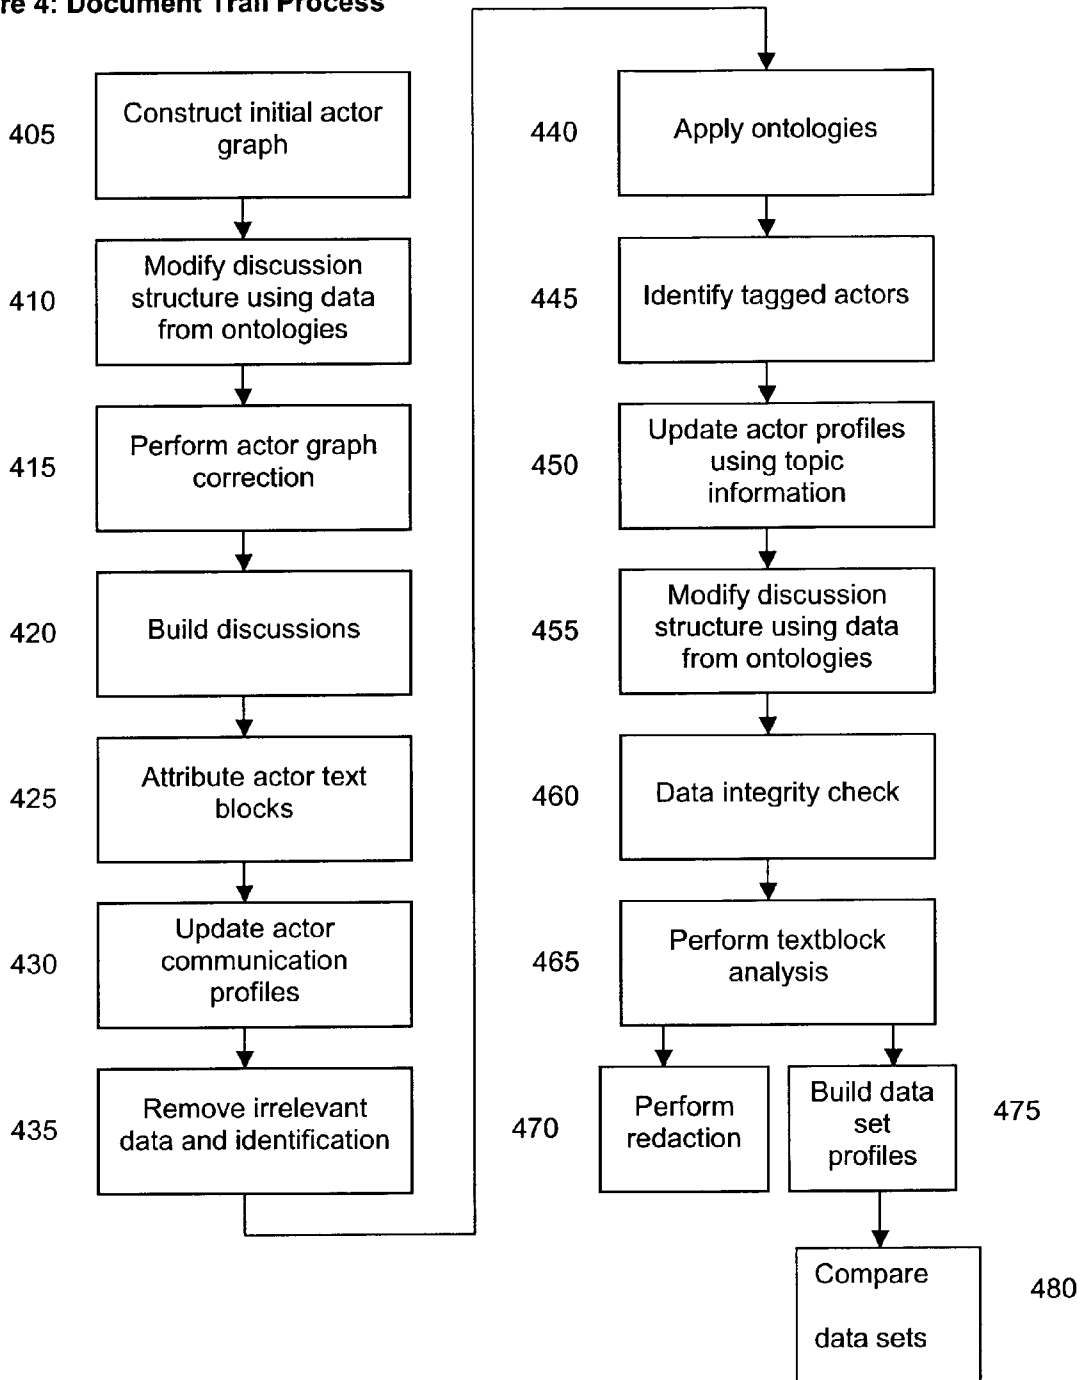 re 4: Document Trail Process
405
Construct initial actor
graph
410
Modify discussion
structure using data
from ontologies
415
Perform actor graph
correction
420
Build discussions
425
Attribute actor text
blocks
430
Update actor
communication
profiles
435
Remove irrelevant
data and identification
440
Apply ontologies
445
Identify tagged actors
450
Update actor profiles
using topic
information
455
Modify discussion
structure using data
from ontologies
460
Data integrity check
465
Perform textblock
analysis
470
Perform
redaction
Build data
set
profiles
475
Compare
data sets
480